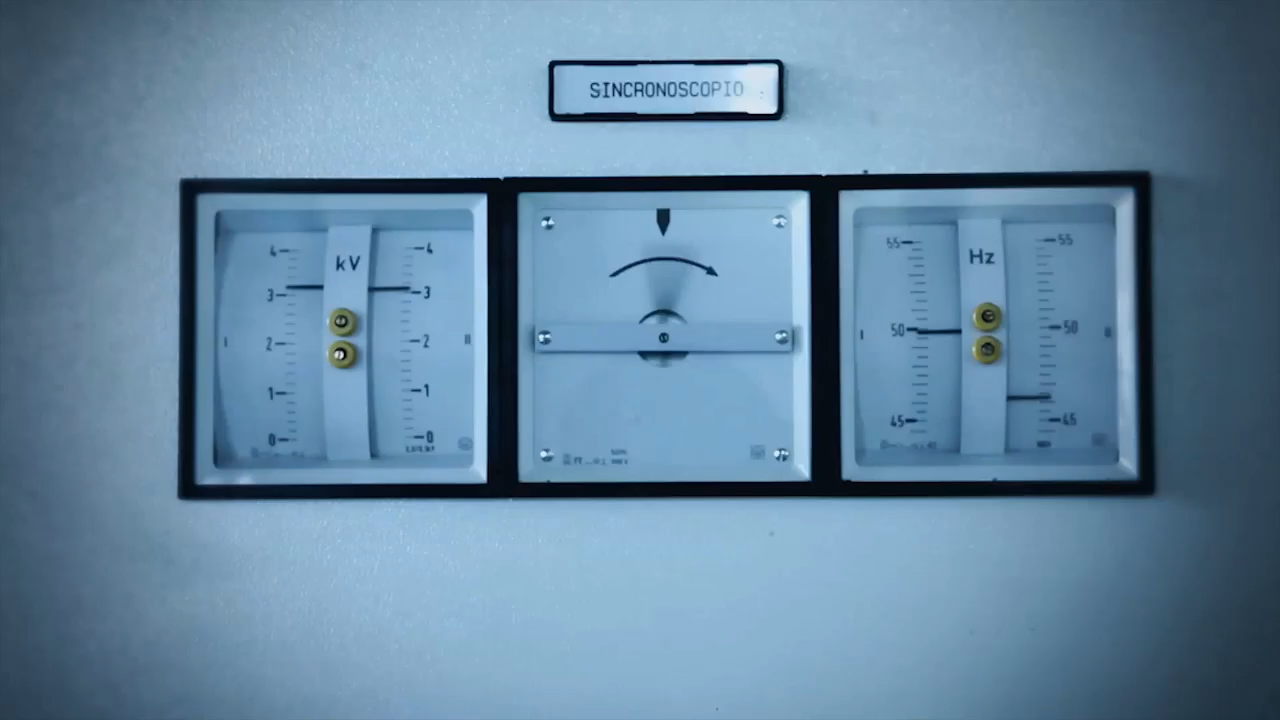 SINCRONOSCOPIO
kV
4 4
3 3
2 2
1 1
0 0
I II
Hz
55 55
50 50
45 45
I II